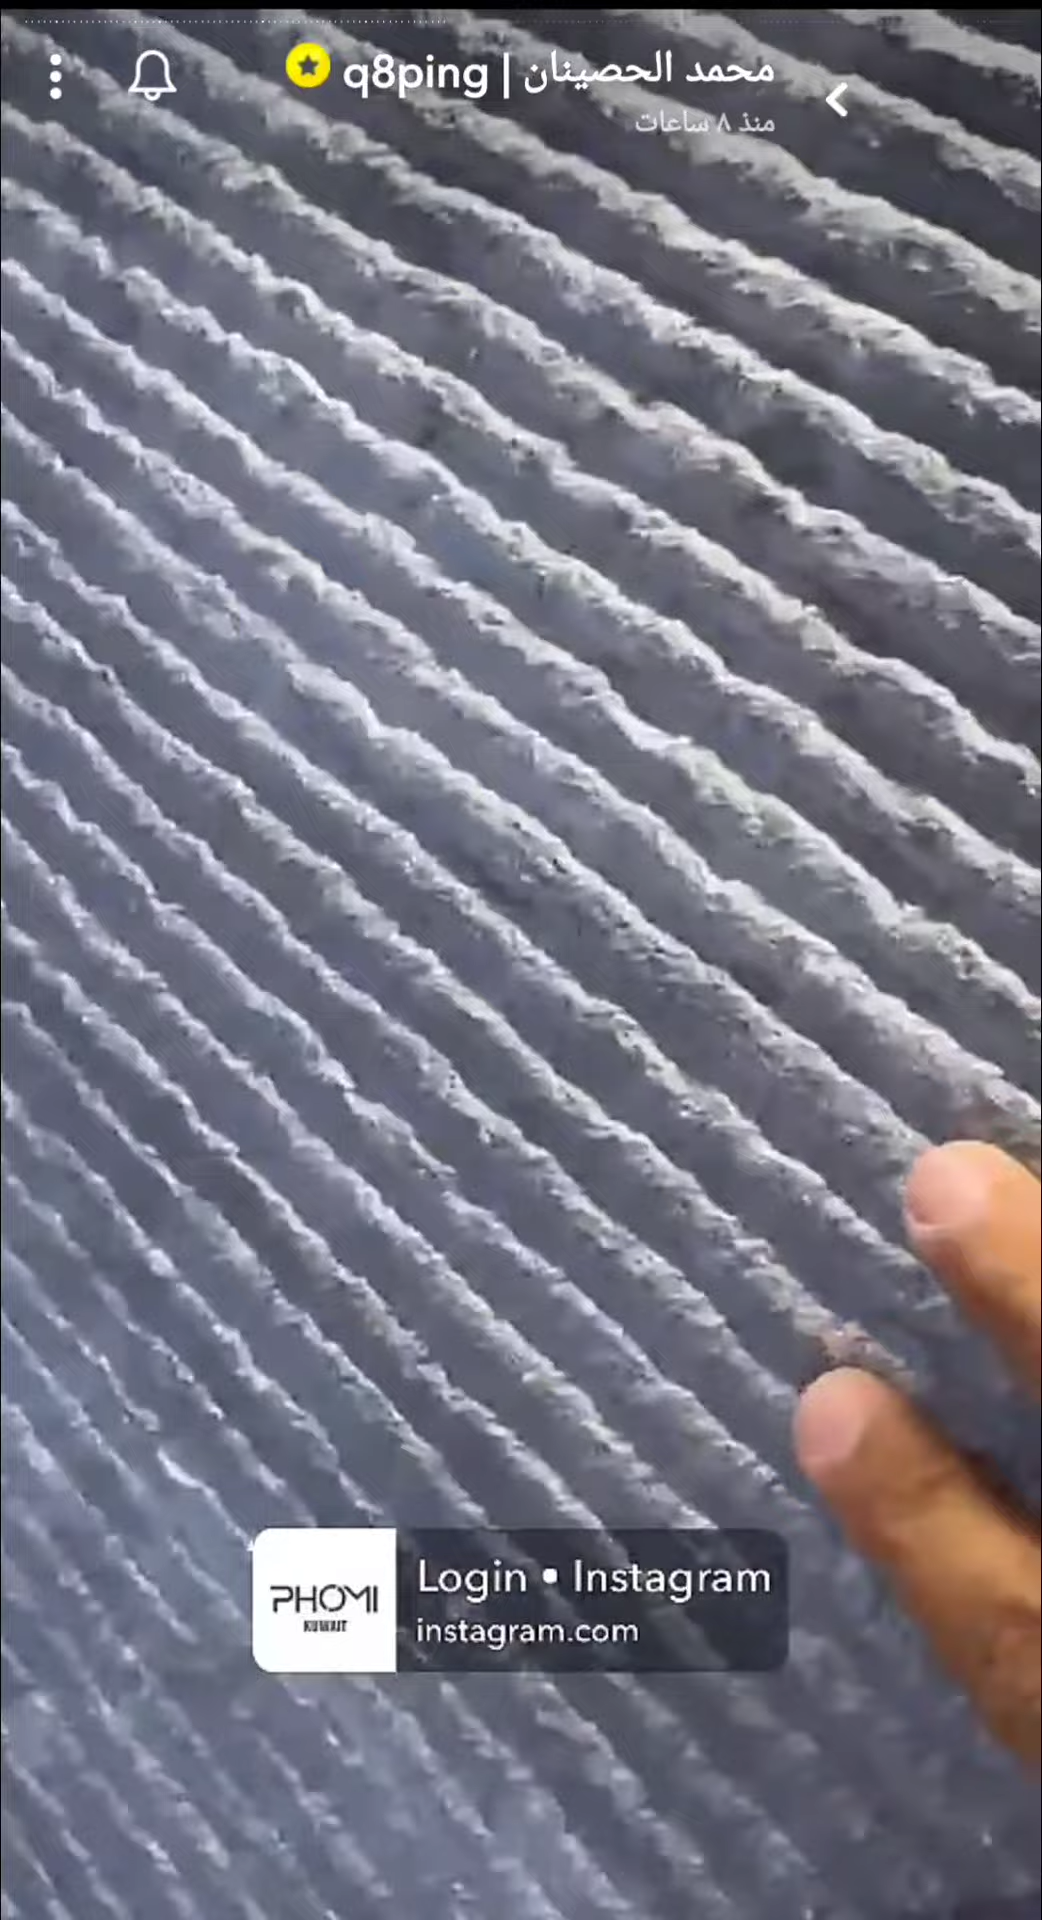 محمد الحصينان | q8ping
منذ ٨ ساعات
PHOMI
KUWAIT
Login • Instagram
instagram.com